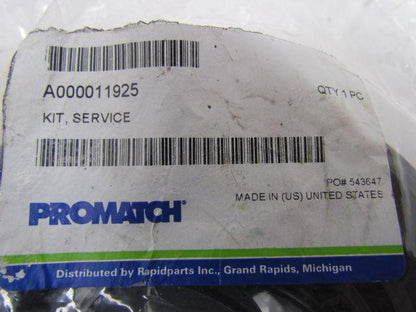 A000011925
QTY 1 PC
KIT, SERVICE
PO# 543647
MADE IN (US) UNITED STATES
PROMATCH®
Distributed by Rapidparts Inc., Grand Rapids, Michigan